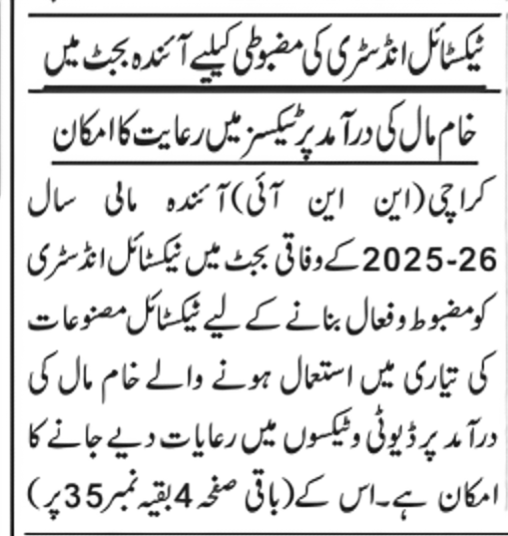 ٹیکسٹائل انڈسٹری کی مضبوطی کیلیے آئندہ بجٹ میں
خام مال کی درآمد پر ٹیکسز میں رعایت کا امکان
کراچی (این این آئی) آئندہ مالی سال
2025-26 کے وفاقی بجٹ میں ٹیکسٹائل انڈسٹری
کو مضبوط و فعال بنانے کے لیے ٹیکسٹائل مصنوعات
کی تیاری میں استعمال ہونے والے خام مال کی
درآمد پر ڈیوٹی و ٹیکسوں میں رعایات دیے جانے کا
امکان ہے۔ اس کے (باقی صفحہ 4 بقیہ نمبر 35 پر)